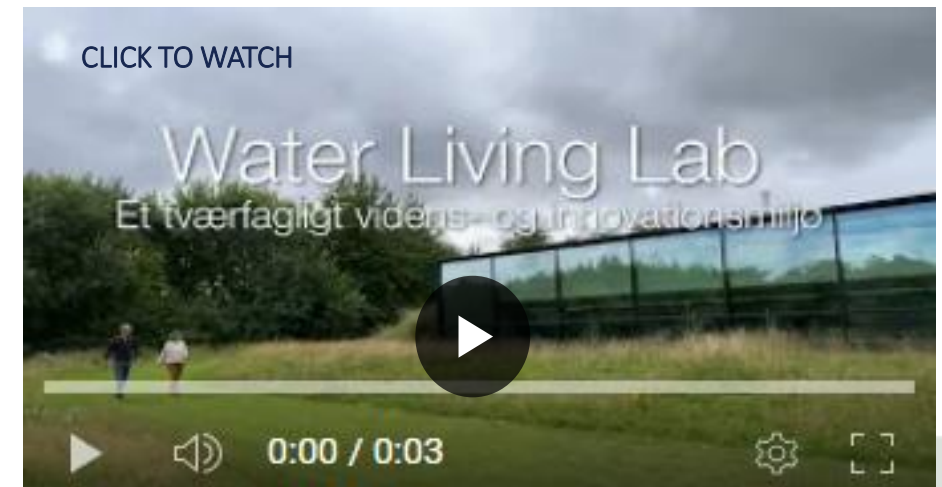 CLICK TO WATCH
Water Living Lab
Et tværfagligt videns- og innovationsmiljø
0:00 / 0:03